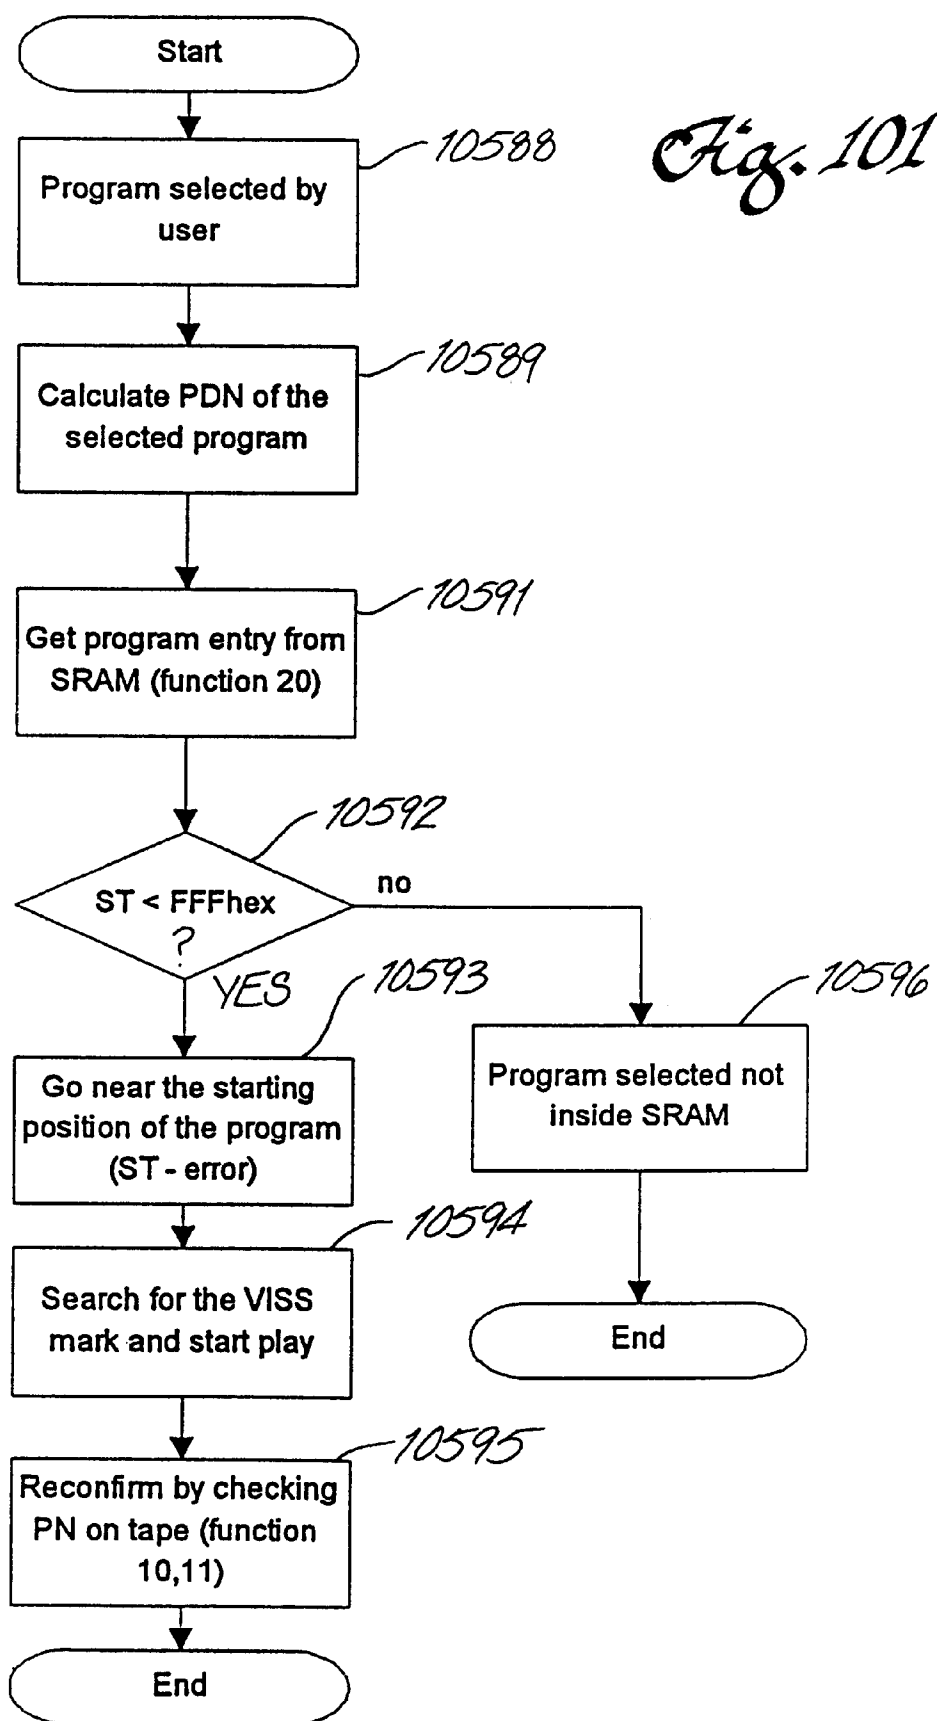 Start
Fig. 101
10588
Program selected by
user
10589
Calculate PDN of the
selected program
10591
Get program entry from
SRAM (function 20)
10592
ST < FFFhex
?
no
YES
10593
Go near the starting
position of the program
(ST - error)
10596
Program selected not
inside SRAM
10594
Search for the VISS
mark and start play
End
10595
Reconfirm by checking
PN on tape (function
10,11)
End